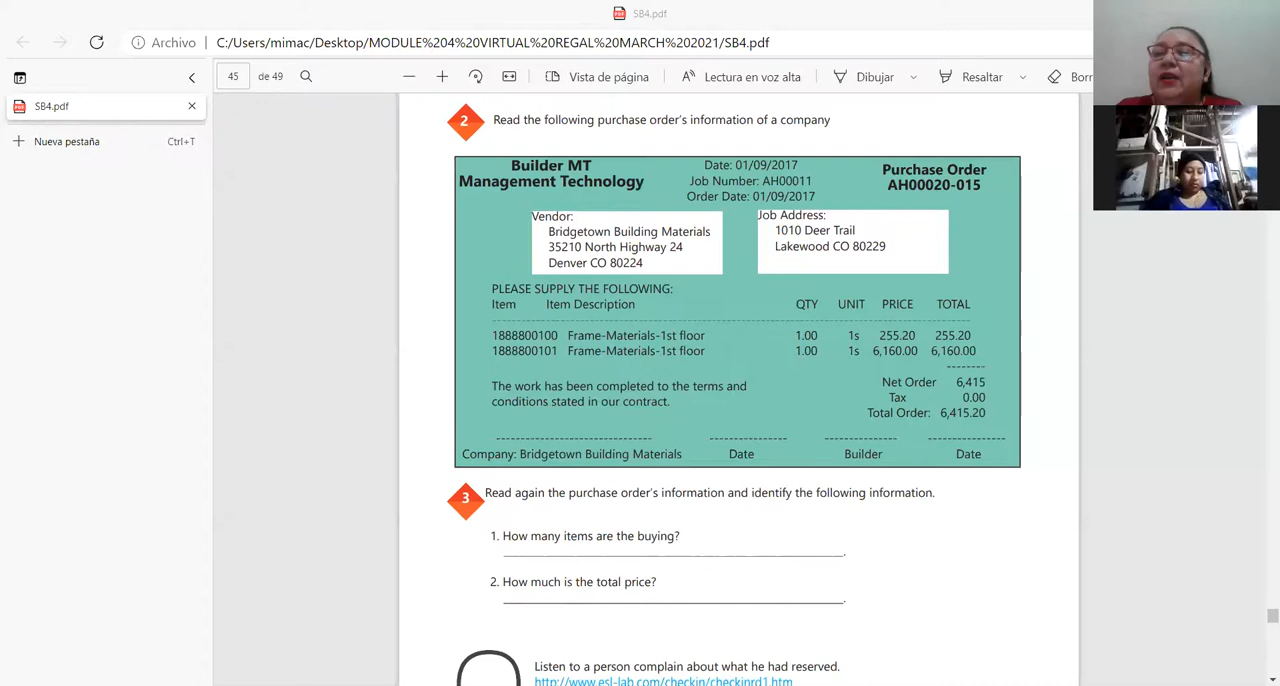 SB4.pdf
Archivo
C:/Users/mimac/Desktop/MODULE%204%20VIRTUAL%20REGAL%20MARCH%202021/SB4.pdf
45 de 49
Vista de página
Lectura en voz alta
Dibujar
Resaltar
Borr
SB4.pdf
Nueva pestaña
Ctrl+T
2 Read the following purchase order's information of a company
Builder MT
Management Technology
Date: 01/09/2017
Job Number: AH00011
Order Date: 01/09/2017
Purchase Order
AH00020-015
Vendor:
Bridgetown Building Materials
35210 North Highway 24
Denver CO 80224
Job Address:
1010 Deer Trail
Lakewood CO 80229
PLEASE SUPPLY THE FOLLOWING:
Item Item Description QTY UNIT PRICE TOTAL
1888800100 Frame-Materials-1st floor 1.00 1s 255.20 255.20
1888800101 Frame-Materials-1st floor 1.00 1s 6,160.00 6,160.00
The work has been completed to the terms and
conditions stated in our contract.
Net Order 6,415
Tax 0.00
Total Order: 6,415.20
Company: Bridgetown Building Materials Date Builder Date
3 Read again the purchase order's information and identify the following information.
1. How many items are the buying?
2. How much is the total price?
Listen to a person complain about what he had reserved.
http://www.esl-lab.com/checkin/checkinrd1.htm